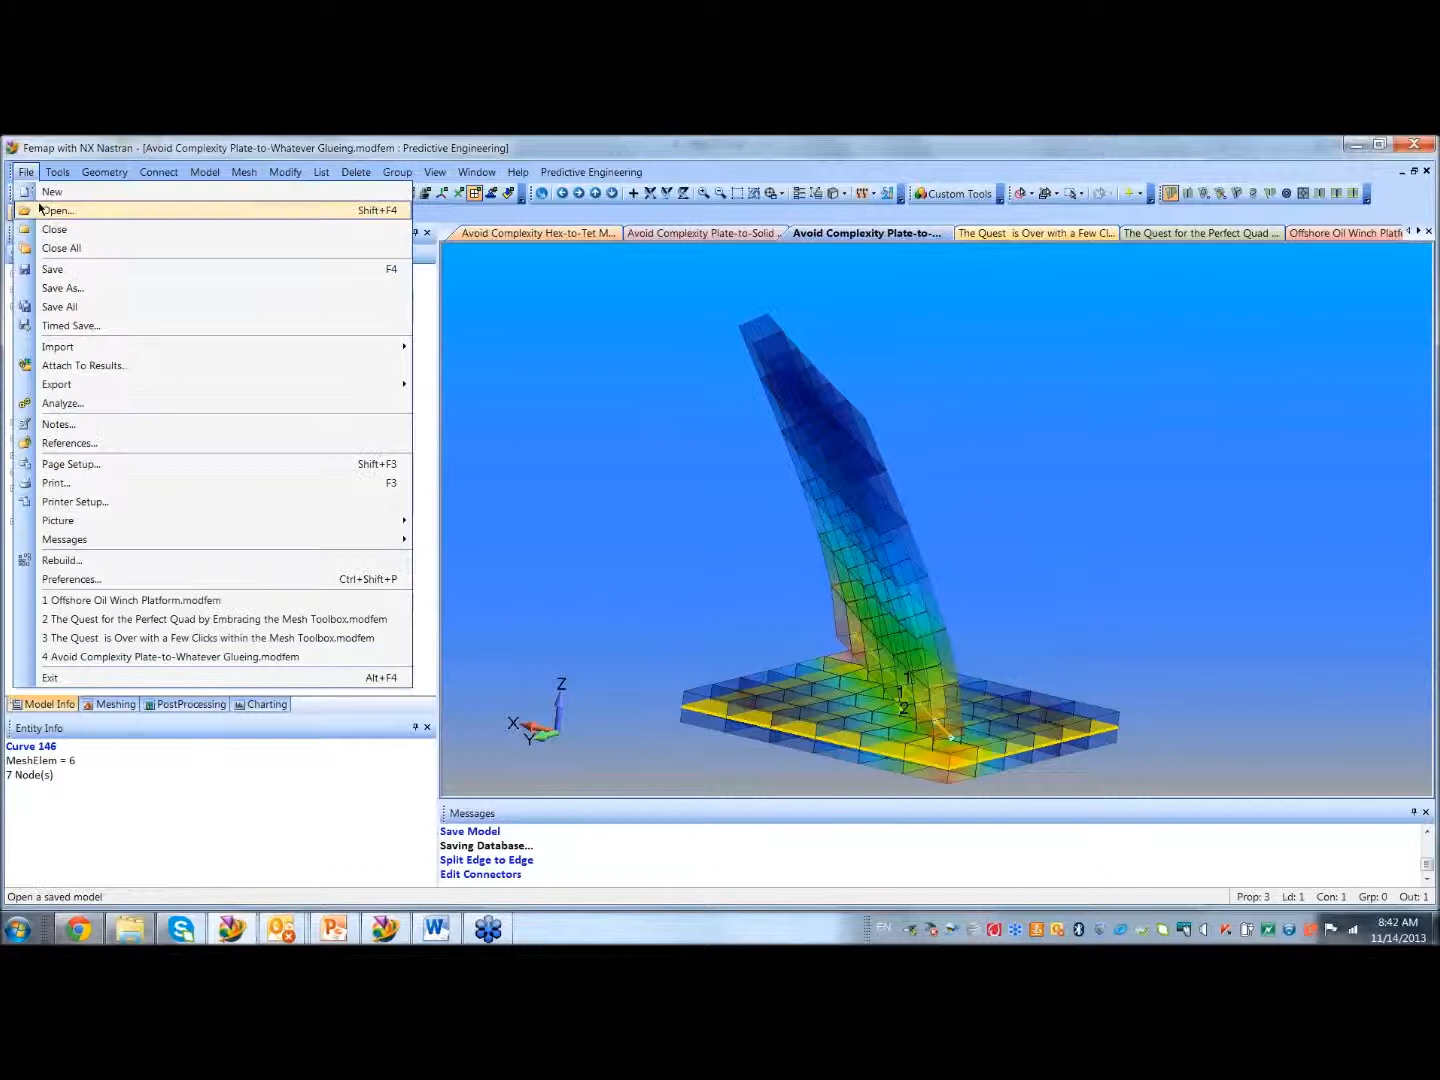 Femap with NX Nastran - [Avoid Complexity Plate-to-Whatever Glueing.modfem : Predictive Engineering]
File Tools Geometry Connect Model Mesh Modify List Delete Group View Window Help Predictive Engineering
Custom Tools
New
Open... Shift+F4
Close
Close All
Save F4
Save As...
Save All
Timed Save...
Import
Attach To Results...
Export
Analyze...
Notes...
References...
Page Setup... Shift+F3
Print... F3
Printer Setup...
Picture
Messages
Rebuild...
Preferences... Ctrl+Shift+P
1 Offshore Oil Winch Platform.modfem
2 The Quest for the Perfect Quad by Embracing the Mesh Toolbox.modfem
3 The Quest is Over with a Few Clicks within the Mesh Toolbox.modfem
4 Avoid Complexity Plate-to-Whatever Glueing.modfem
Exit Alt+F4
Avoid Complexity Hex-to-Tet M... Avoid Complexity Plate-to-Solid ... Avoid Complexity Plate-to-... The Quest is Over with a Few Cl... The Quest for the Perfect Quad ... Offshore Oil Winch Platf
1
1
2
Z
X
Y
Model Info Meshing PostProcessing Charting
Entity Info
Curve 146
MeshElem = 6
7 Node(s)
Messages
Save Model
Saving Database...
Split Edge to Edge
Edit Connectors
Open a saved model
Prop: 3 Ld: 1 Con: 1 Grp: 0 Out: 1
EN
8:42 AM
11/14/2013